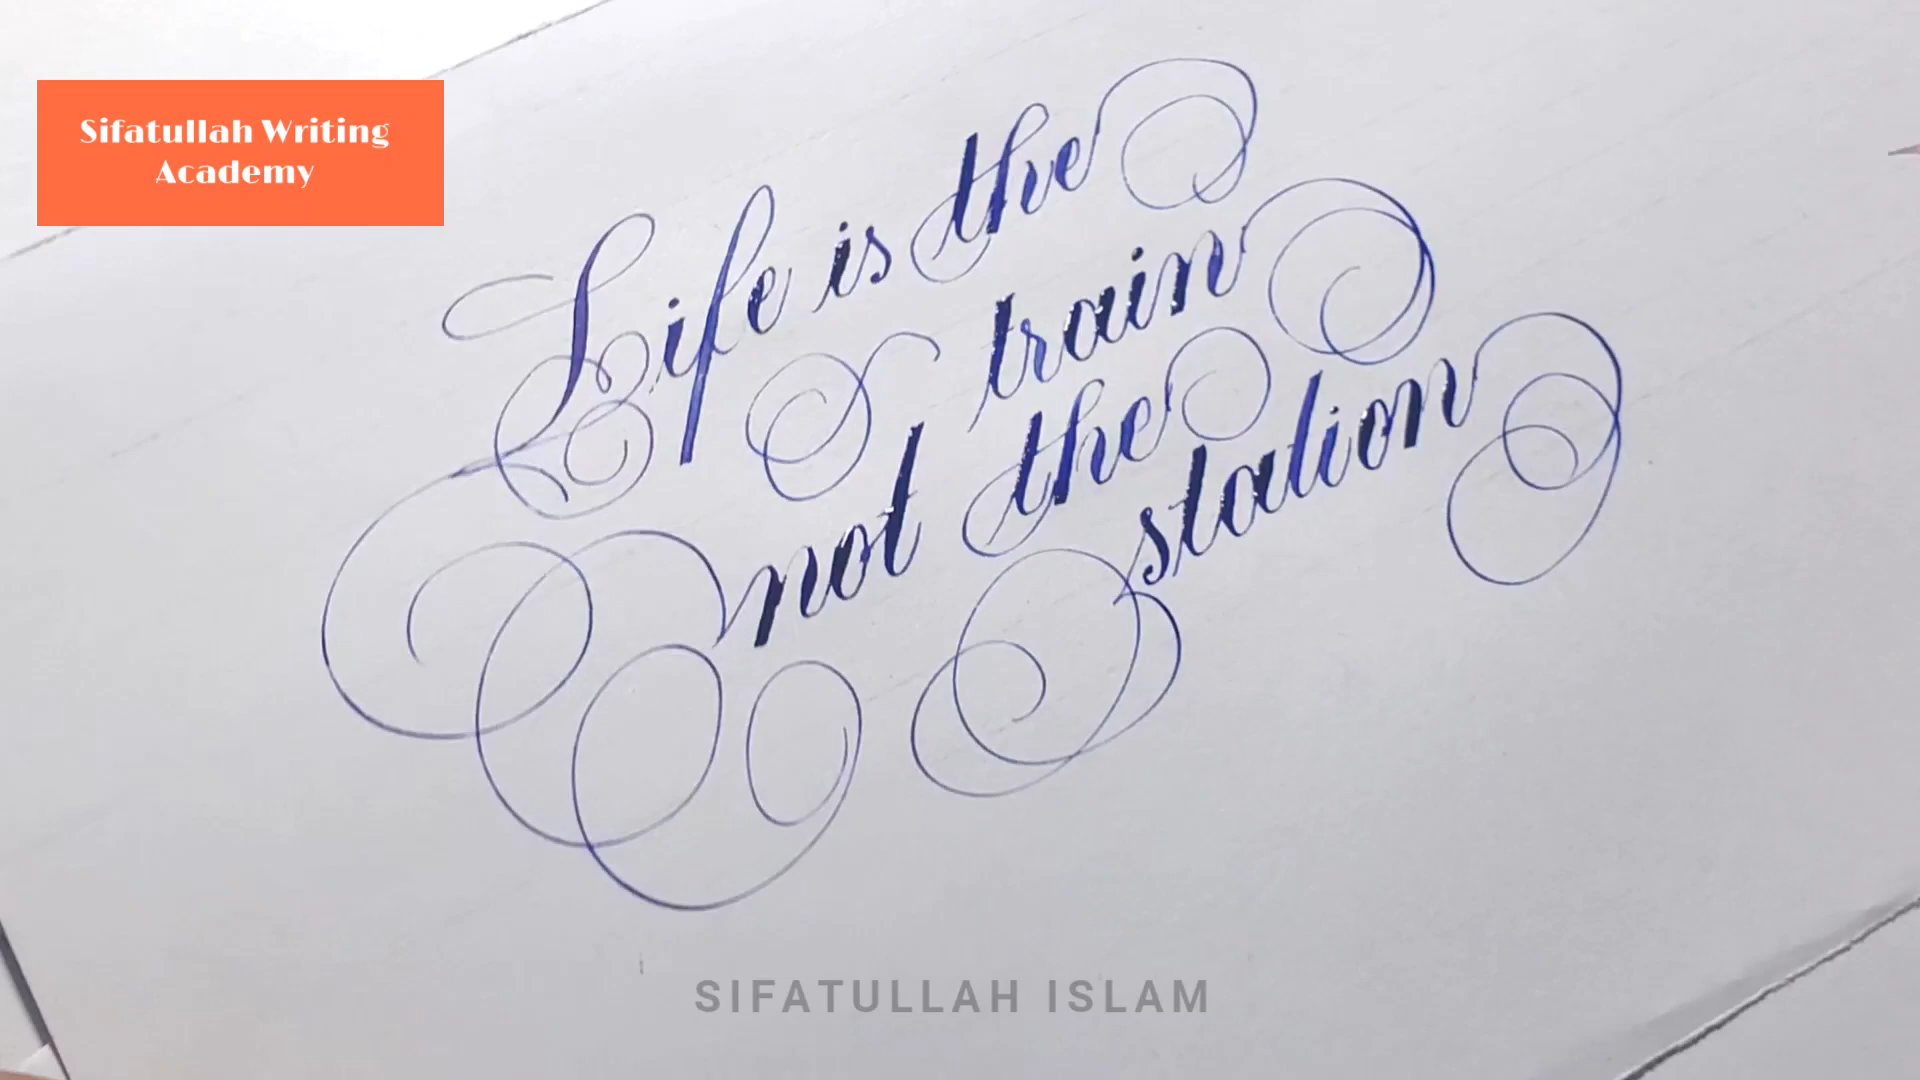 Sifatullah Writing
Academy
Life is the
train
not the
station
SIFATULLAH ISLAM